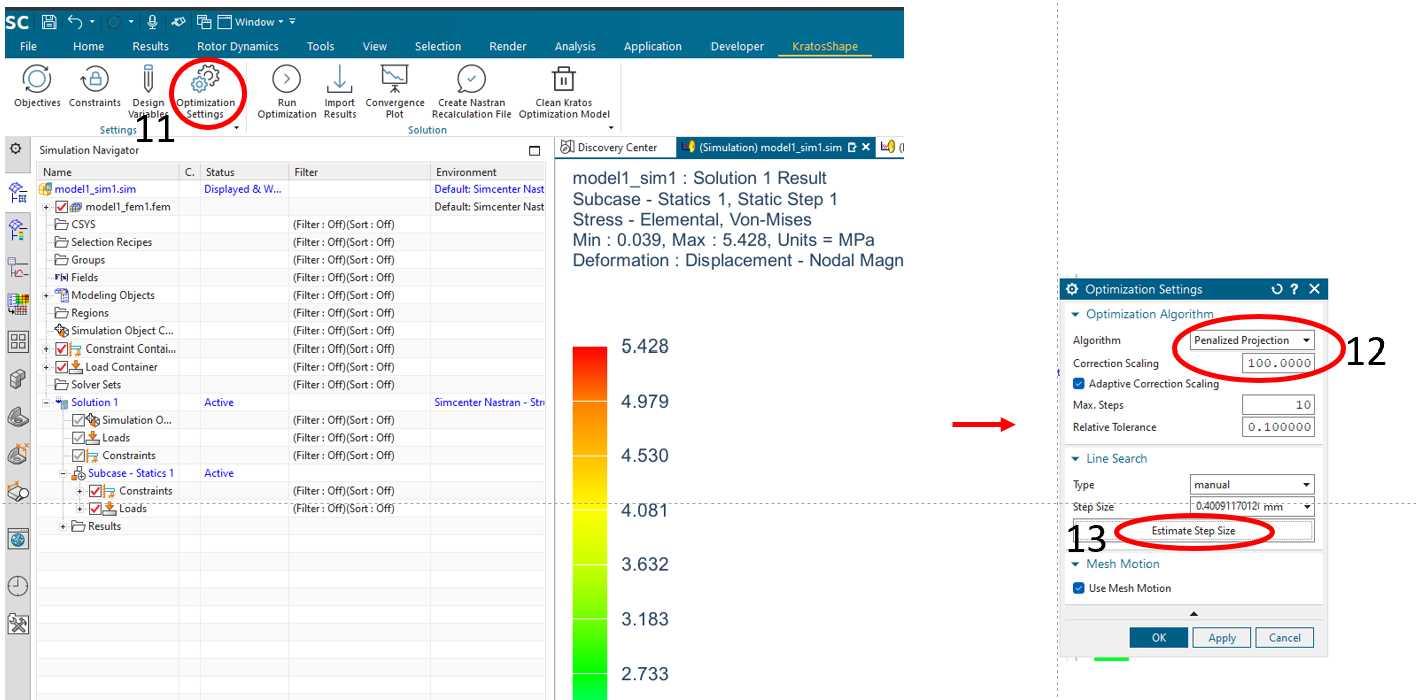 SC Window
File Home Results Rotor Dynamics Tools View Selection Render Analysis Application Developer KratosShape
Objectives Constraints Design Variables Optimization Settings Run Optimization Import Results Convergence Plot Create Nastran Recalculation File Clean Kratos Optimization Model
11
Settings Solution
Simulation Navigator
Discovery Center (Simulation) model1_sim1.sim
Name C. Status Filter Environment
model1_sim1.sim Displayed & W... Default: Simcenter Nast
model1_fem1.fem Default: Simcenter Nast
CSYS (Filter : Off)(Sort : Off)
Selection Recipes (Filter : Off)(Sort : Off)
Groups (Filter : Off)(Sort : Off)
Fields (Filter : Off)(Sort : Off)
Modeling Objects (Filter : Off)(Sort : Off)
Regions (Filter : Off)(Sort : Off)
Simulation Object C... (Filter : Off)(Sort : Off)
Constraint Contai... (Filter : Off)(Sort : Off)
Load Container (Filter : Off)(Sort : Off)
Solver Sets (Filter : Off)(Sort : Off)
Solution 1 Active Simcenter Nastran - Str
Simulation O... (Filter : Off)(Sort : Off)
Loads (Filter : Off)(Sort : Off)
Constraints (Filter : Off)(Sort : Off)
Subcase - Statics 1 Active
Constraints (Filter : Off)(Sort : Off)
Loads (Filter : Off)(Sort : Off)
Results
model1_sim1 : Solution 1 Result
Subcase - Statics 1, Static Step 1
Stress - Elemental, Von-Mises
Min : 0.039, Max : 5.428, Units = MPa
Deformation : Displacement - Nodal Magn
5.428
4.979
4.530
4.081
3.632
3.183
2.733
Optimization Settings
Optimization Algorithm
Algorithm Penalized Projection
12
Correction Scaling 100.0000
Adaptive Correction Scaling
Max. Steps 10
Relative Tolerance 0.100000
Line Search
Type manual
Step Size 0.4009117012 mm
13
Estimate Step Size
Mesh Motion
Use Mesh Motion
OK Apply Cancel